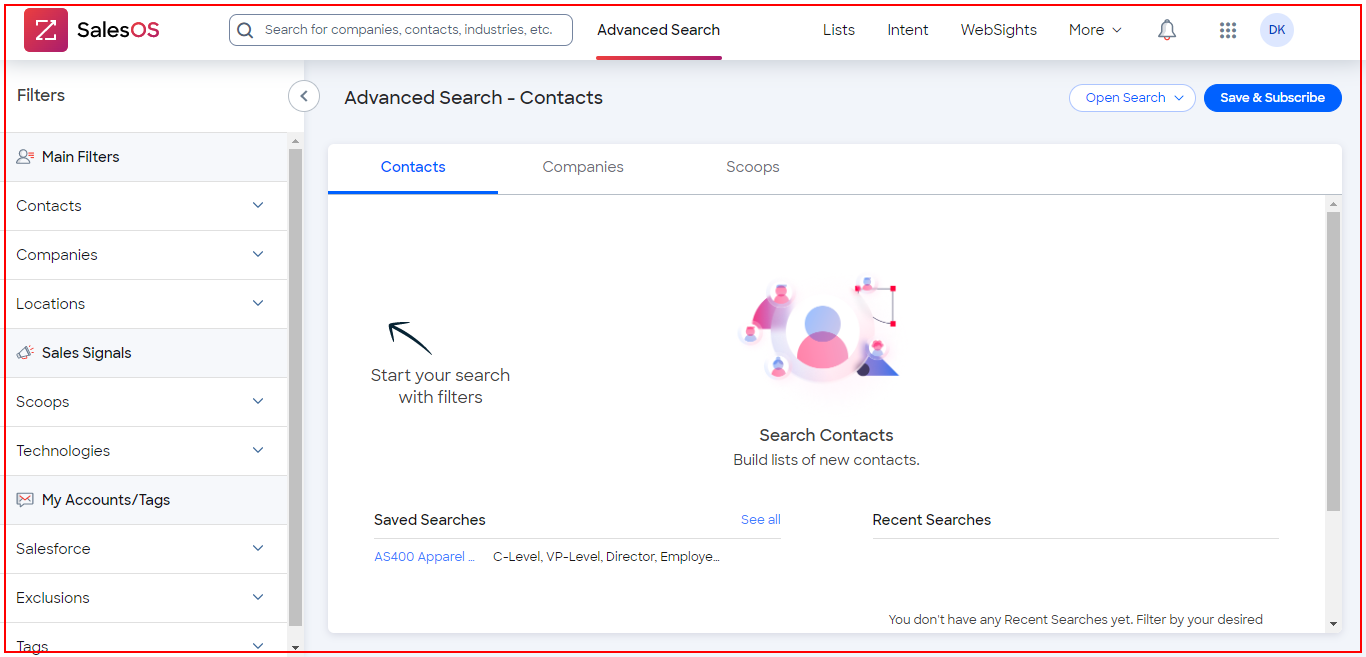 SalesOS
Search for companies, contacts, industries, etc.
Advanced Search
Lists
Intent
WebSights
More
DK
Filters
Main Filters
Contacts
Companies
Locations
Sales Signals
Scoops
Technologies
My Accounts/Tags
Salesforce
Exclusions
Tags
Advanced Search - Contacts
Open Search
Save & Subscribe
Contacts
Companies
Scoops
Start your search
with filters
Search Contacts
Build lists of new contacts.
Saved Searches
See all
AS400 Apparel ...
C-Level, VP-Level, Director, Employe...
Recent Searches
You don't have any Recent Searches yet. Filter by your desired